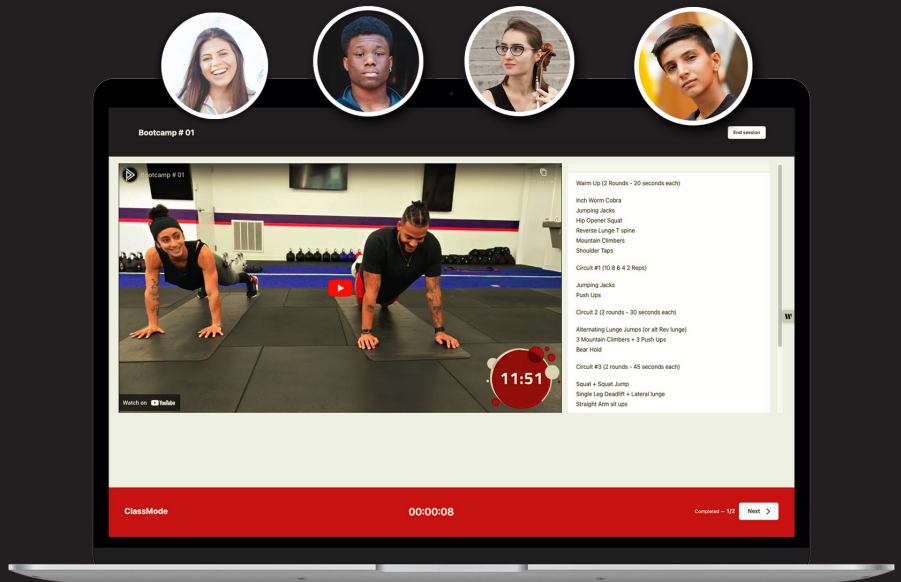 Bootcamp # 01
End session
Bootcamp # 01
Warm Up (2 Rounds - 20 seconds each)
Inch Worm Cobra
Jumping Jacks
Hip Opener Squat
Reverse Lunge T spine
Mountain Climbers
Shoulder Taps
Circuit #1 (10 8 6 4 2 Reps)
Jumping Jacks
Push Ups
Circuit 2 (2 rounds - 30 seconds each)
Alternating Lunge Jumps (or alt Rev lunge)
3 Mountain Climbers + 3 Push Ups
Bear Hold
Circuit #3 (2 rounds - 45 seconds each)
Squat + Squat Jump
Single Leg Deadlift + Lateral lunge
Straight Arm sit ups
W
11:51
Watch on YouTube
ClassMode
00:00:08
Completed — 1/2
Next